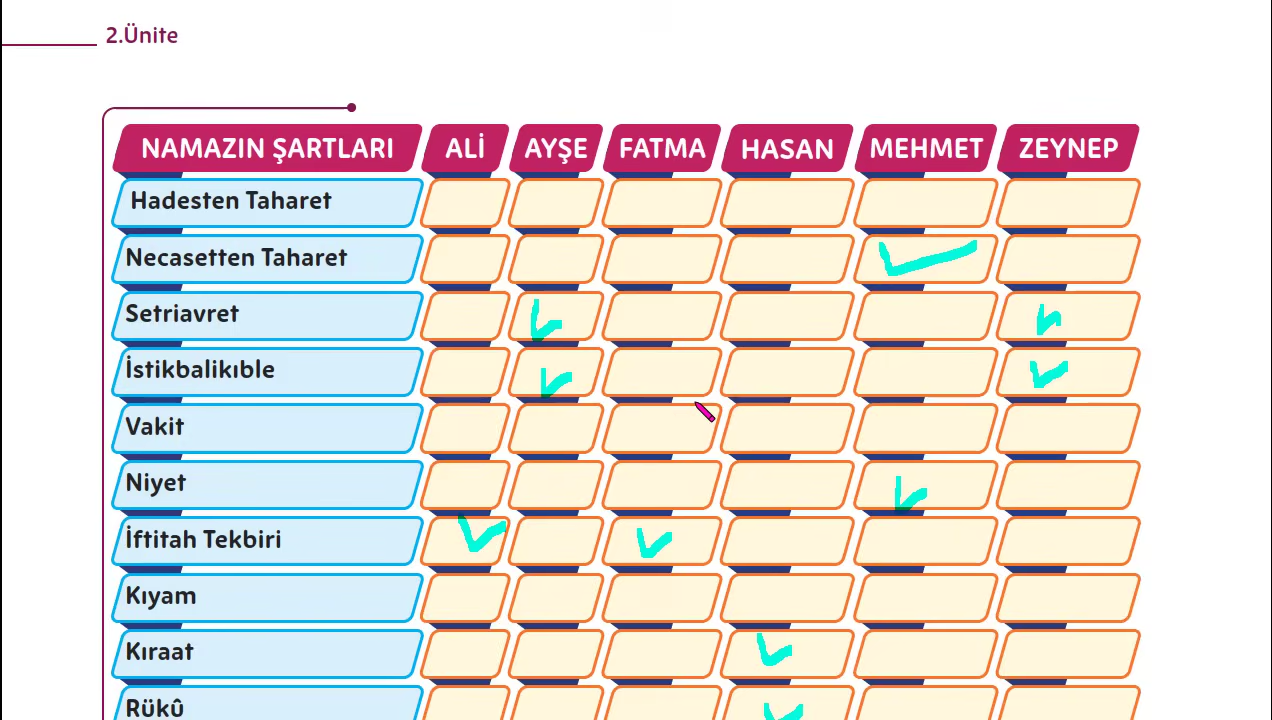 2.Ünite
NAMAZIN ŞARTLARI ALİ AYŞE FATMA HASAN MEHMET ZEYNEP
Hadesten Taharet
Necasetten Taharet
Setriavret
İstikbalikıble
Vakit
Niyet
İftitah Tekbiri
Kıyam
Kıraat
Rükû